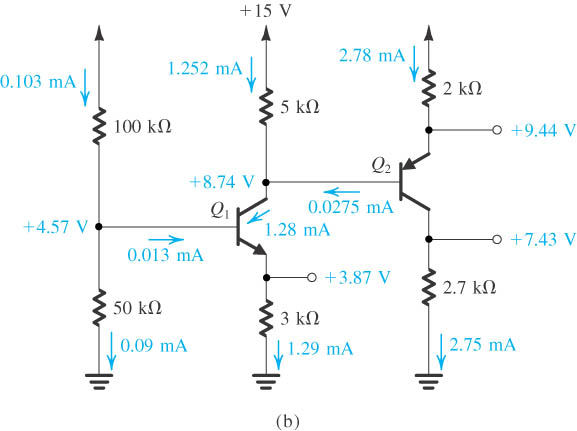 +15 V
0.103 mA
1.252 mA
2.78 mA
100 kΩ
5 kΩ
2 kΩ
+9.44 V
Q2
+8.74 V
0.0275 mA
Q1
1.28 mA
+4.57 V
0.013 mA
+7.43 V
+3.87 V
50 kΩ
3 kΩ
2.7 kΩ
0.09 mA
1.29 mA
2.75 mA
(b)